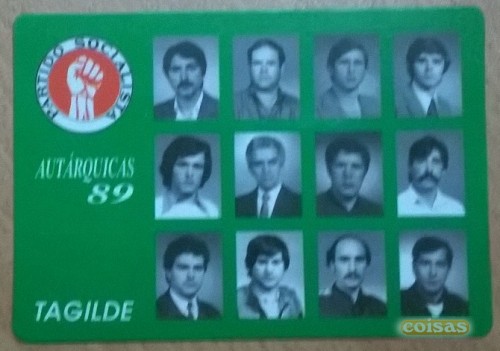 PARTIDO SOCIALISTA
AUTÁRQUICAS
89
TAGILDE
coisas